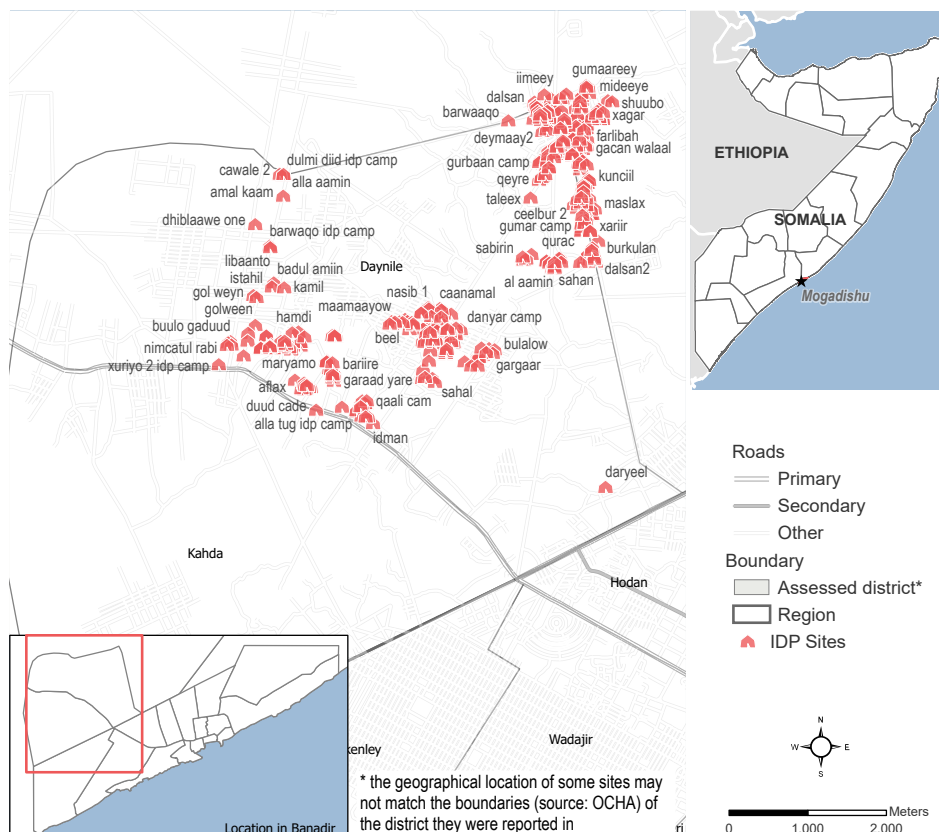 gumaareey
iimeey
mideeye
dalsan
shuubo
barwaaqo
xagar
deymaay2
farlibah
gacan walaal
dulmi diid idp camp
gurbaan camp
cawale 2
alla aamin
qeyre
kunciil
amal kaam
taleex
maslax
ceelbur 2
dhiblaawe one
gumar camp
xariir
barwaqo idp camp
qurac
sabirin
burkulan
libaanto
badul amiin
Daynile
dalsan2
istahil
al aamin
sahan
gol weyn
kamil
nasib 1
caanamal
golween
maamaayow
hamdi
danyar camp
buulo gaduud
beel
nimcatul rabi
bulalow
xuriyo 2 idp camp
maryamo
bariire
gargaar
aflax
garaad yare
sahal
duud cade
qaali cam
alla tug idp camp
idman
daryeel
Kahda
Hodan
Wadajir
kenley
Location in Banadir
* the geographical location of some sites may
not match the boundaries (source: OCHA) of
the district they were reported in
ETHIOPIA
SOMALIA
Mogadishu
Roads
Primary
Secondary
Other
Boundary
Assessed district*
Region
IDP Sites
N
W E
S
Meters
0 1,000 2,000